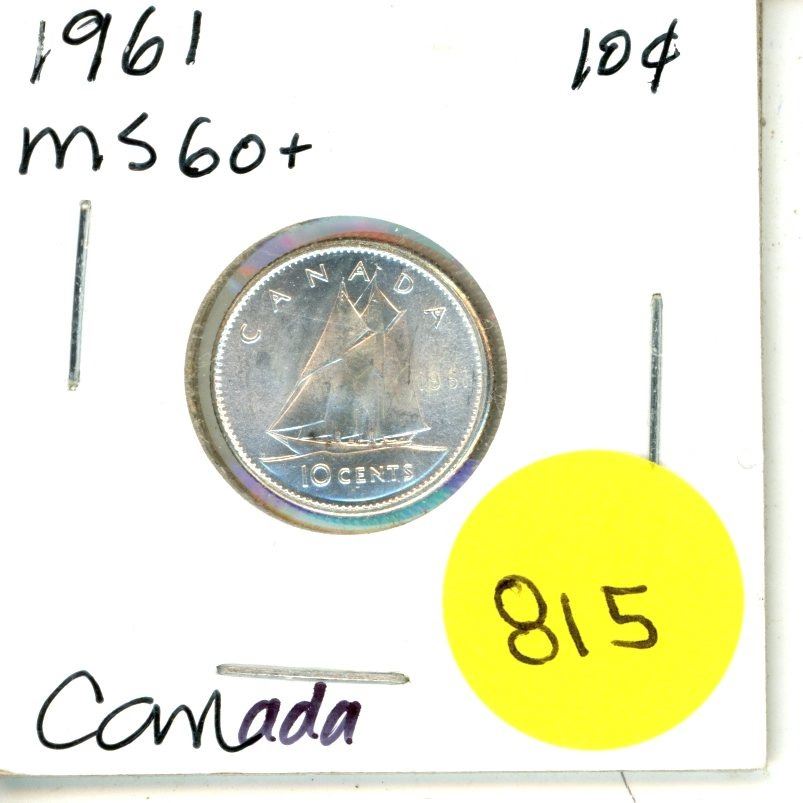 1961 10¢
MS60+
CANADA
1961
10 CENTS
815
Canada